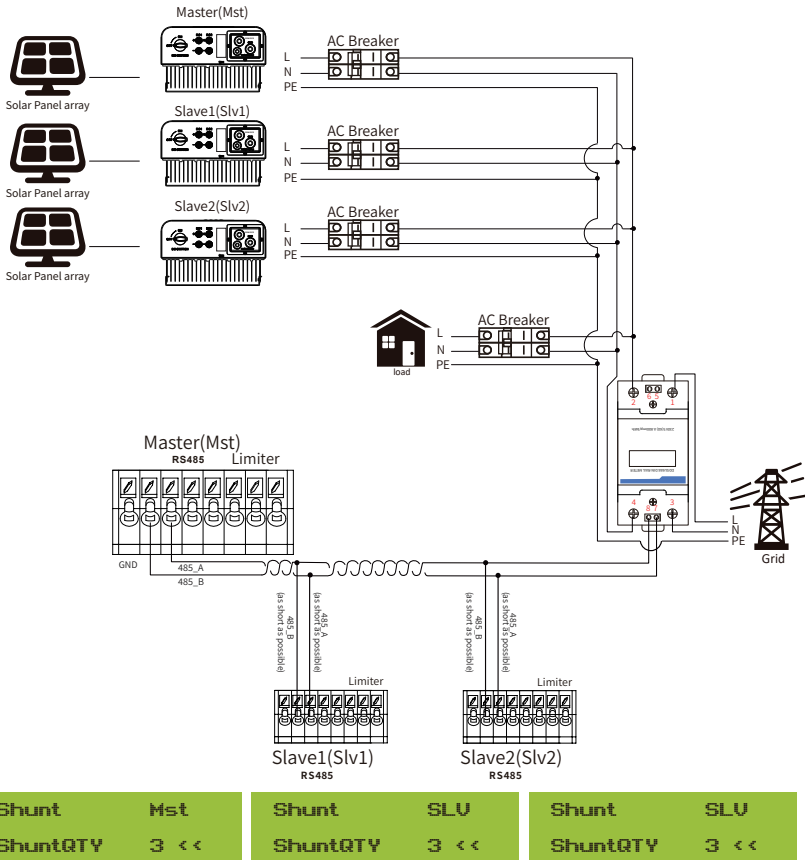 Master(Mst)
Solar Panel array
AC Breaker
L
N
PE
Slave1(Slv1)
Solar Panel array
AC Breaker
L
N
PE
Slave2(Slv2)
Solar Panel array
AC Breaker
L
N
PE
load
AC Breaker
L
N
PE
2 6 5 1
4 8 7 3
L
N
PE
Grid
Master(Mst)
RS485 Limiter
GND
485_A
485_B
485_B
(as short as possible)
485_A
(as short as possible)
485_B
(as short as possible)
485_A
(as short as possible)
Limiter
Slave1(Slv1)
RS485
Limiter
Slave2(Slv2)
RS485
Shunt Mst
ShuntQTY 3 <<
Shunt SLV
ShuntQTY 3 <<
Shunt SLV
ShuntQTY 3 <<